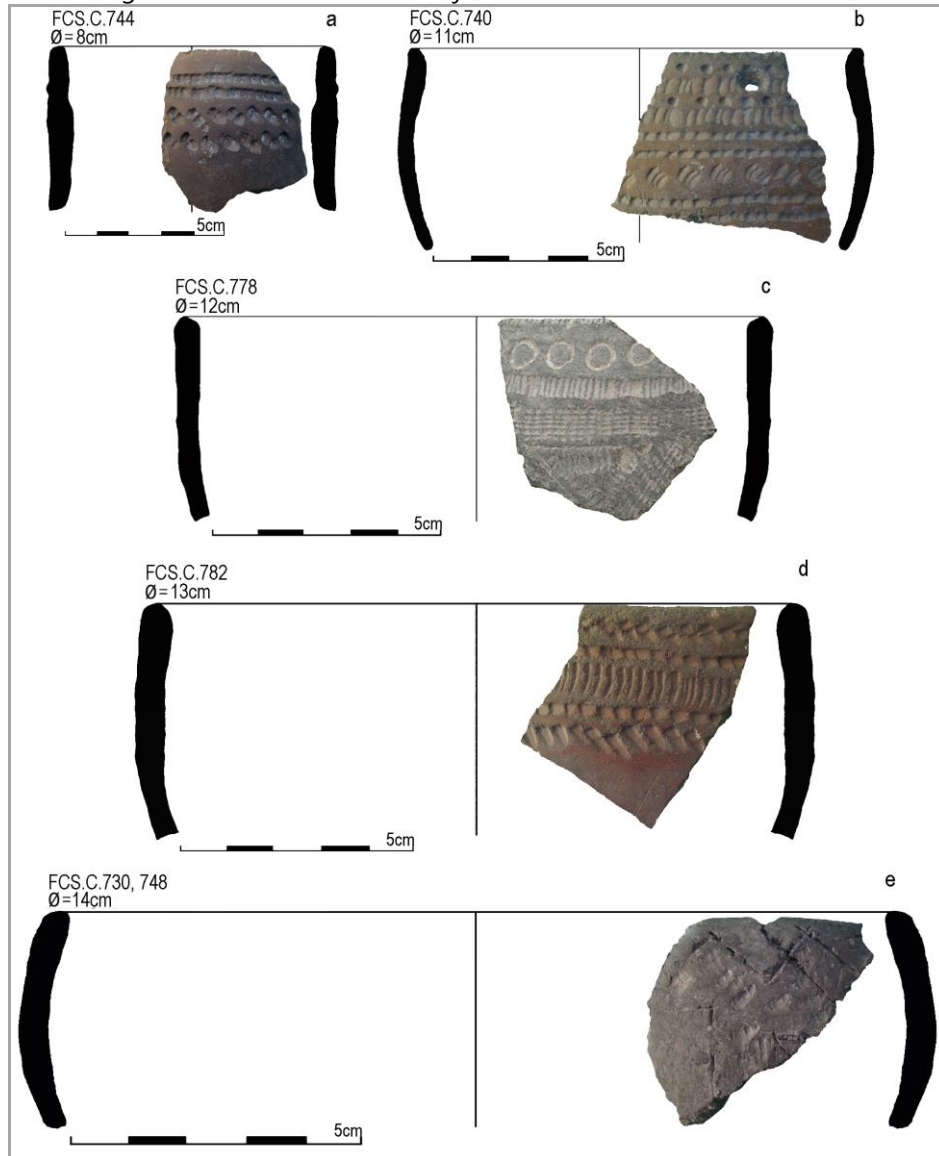 FCS.C.744
Ø=8cm
a
5cm
FCS.C.740
Ø=11cm
b
5cm
FCS.C.778
Ø=12cm
c
5cm
FCS.C.782
Ø=13cm
d
5cm
FCS.C.730, 748
Ø=14cm
e
5cm